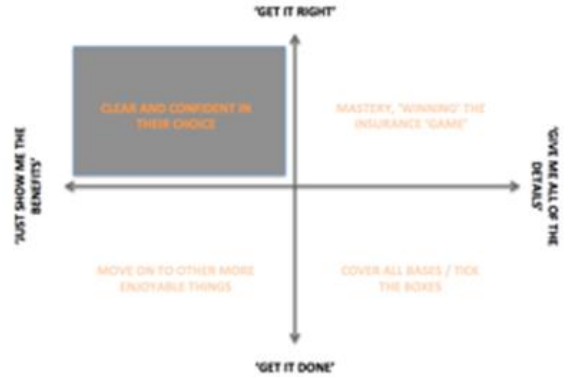 'GET IT RIGHT'
CLEAR AND CONFIDENT IN
THEIR CHOICE
MASTERY, 'WINNING' THE
INSURANCE 'GAME'
'JUST SHOW ME THE
BENEFITS'
'GIVE ME ALL OF THE
DETAILS'
MOVE ON TO OTHER MORE
ENJOYABLE THINGS
COVER ALL BASES / TICK
THE BOXES
'GET IT DONE'